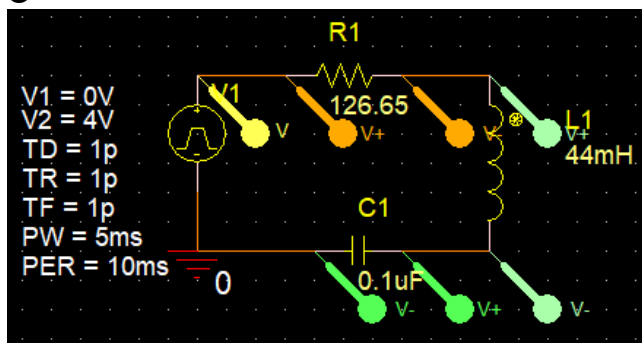 R1
V1
126.65
V
V+
V-
V+
L1
44mH
V1 = 0V
V2 = 4V
TD = 1p
TR = 1p
TF = 1p
PW = 5ms
PER = 10ms
0
C1
0.1uF
V-
V+
V-